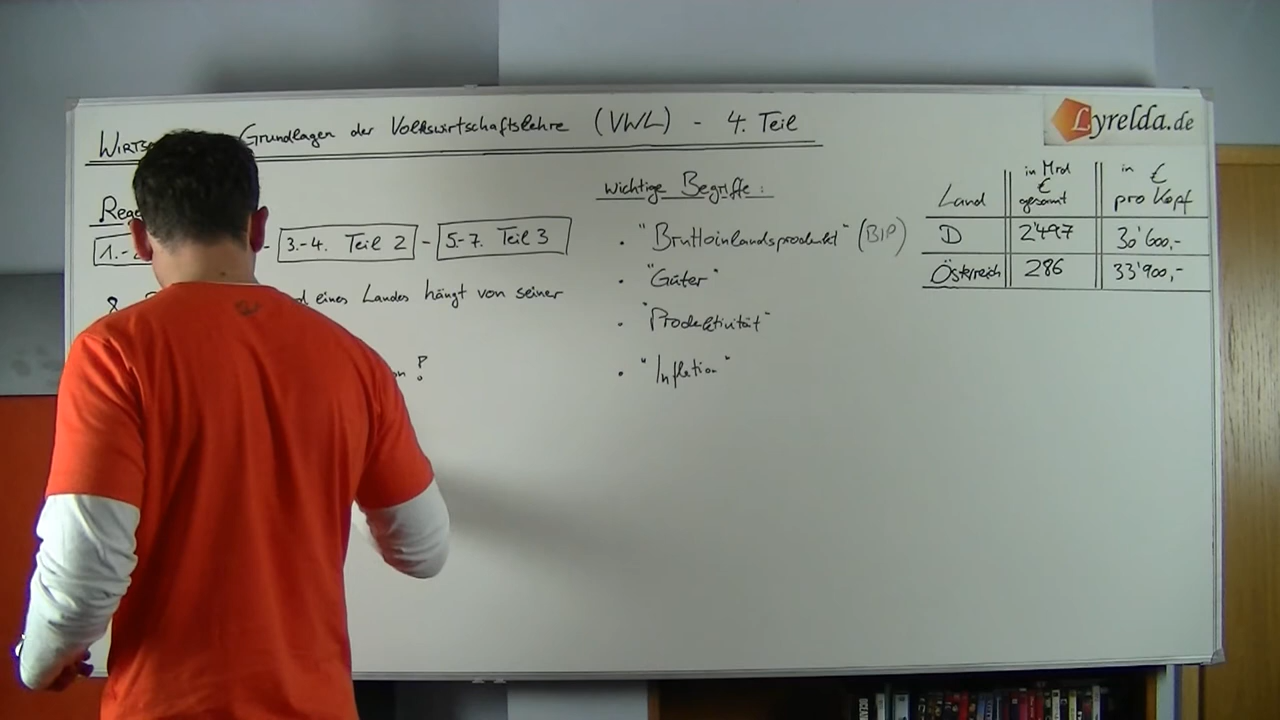 Grundlagen der Volkswirtschaftslehre (VWL) - 4. Teil
Lyrelda.de
3.-4. Teil 2 - 5.-7. Teil 3
8.
eines Landes hängt von seiner
?
wichtige Begriffe:
• "Bruttoinlandsprodukt" (BIP)
• "Güter"
• "Produktivität"
• "Inflation"
Land in Mrd € gesamt in € pro Kopf
D 2'497 30'600,-
Österreich 286 33'900,-